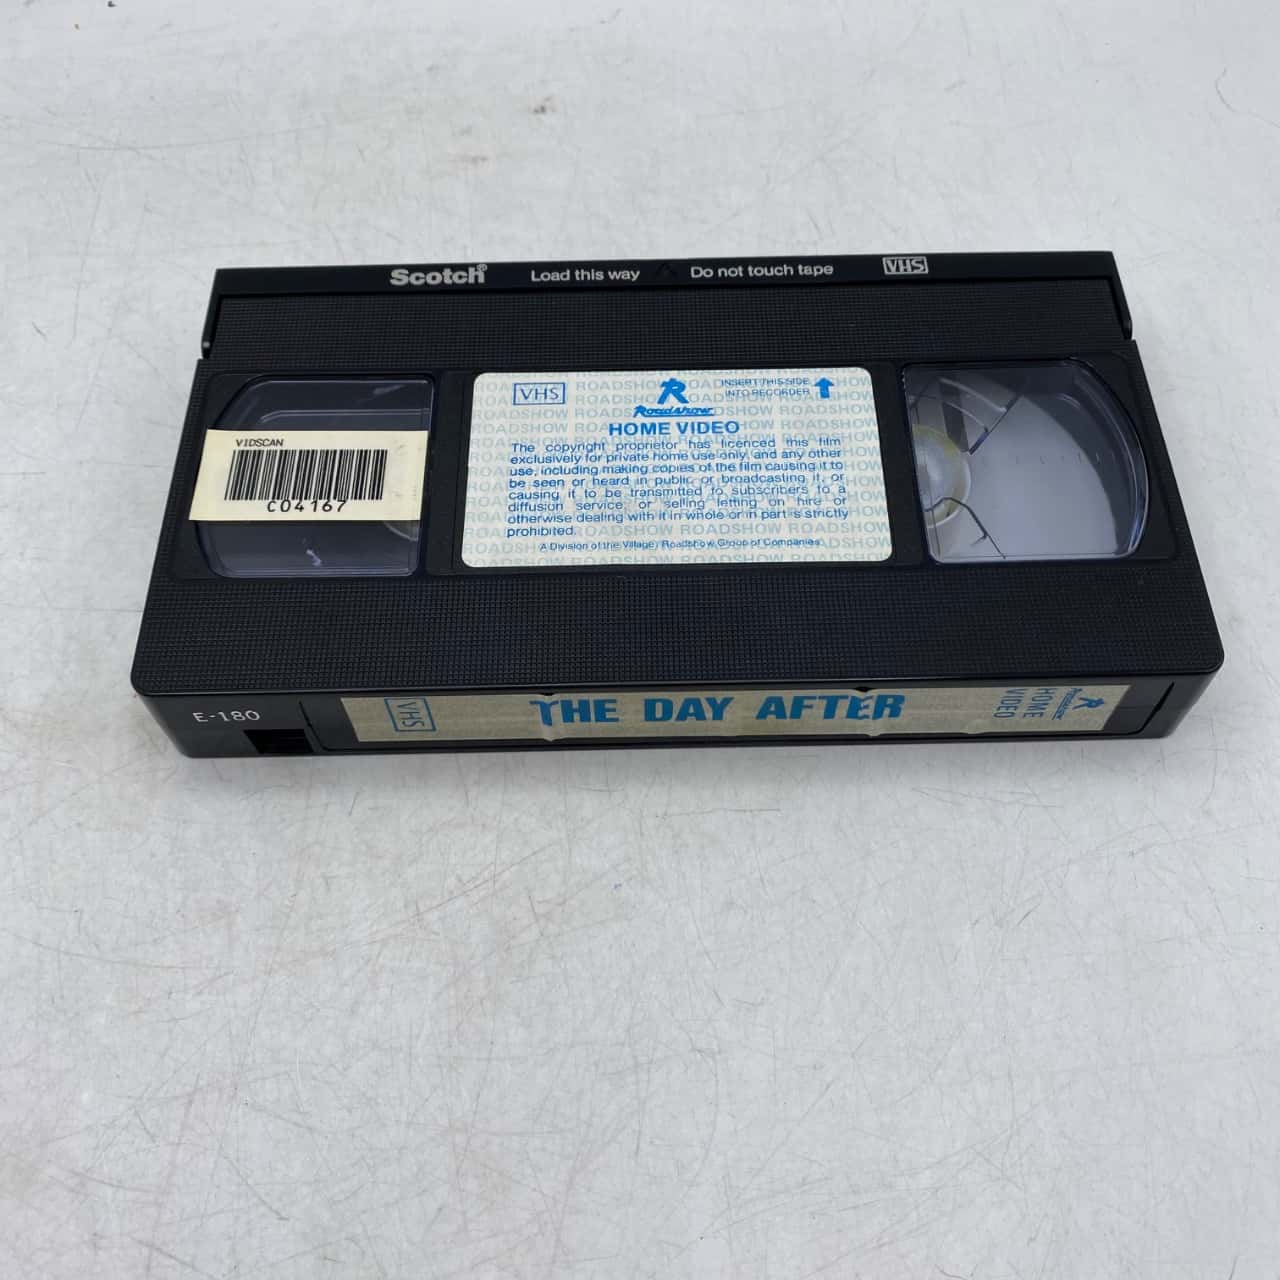 Scotch® Load this way Do not touch tape VHS
VIDSCAN
C04167
VHS
R
Roadshow
INSERT THIS SIDE
INTO RECORDER
HOME VIDEO
The copyright proprietor has licenced this film
exclusively for private home use only, and any other
use, including making copies of the film causing it to
be seen or heard in public or broadcasting it, or
causing it to be transmitted to subscribers to a
diffusion service, or selling letting on hire or
otherwise dealing with it in whole or in part is strictly
prohibited.
A Division of the Village Roadshow Group of Companies
E-180
VHS
THE DAY AFTER
Roadshow
HOME
VIDEO